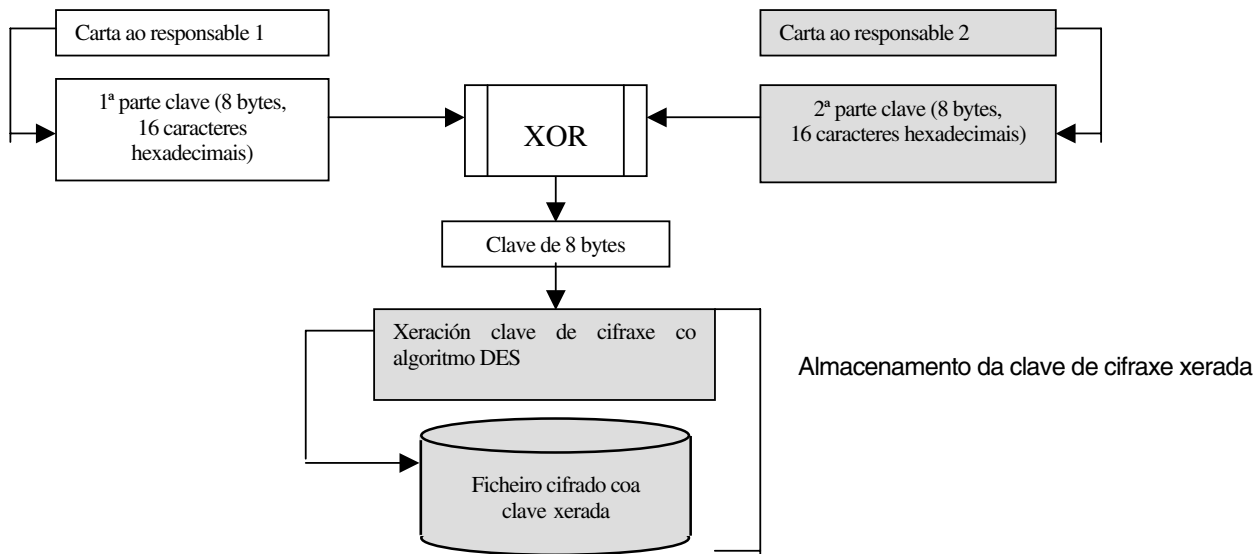 Carta ao responsable 1
Carta ao responsable 2
1ª parte clave (8 bytes,
16 caracteres
hexadecimais)
XOR
2ª parte clave (8 bytes,
16 caracteres hexadecimais)
Clave de 8 bytes
Xeración clave de cifraxe co
algoritmo DES
Almacenamento da clave de cifraxe xerada
Ficheiro cifrado coa
clave xerada